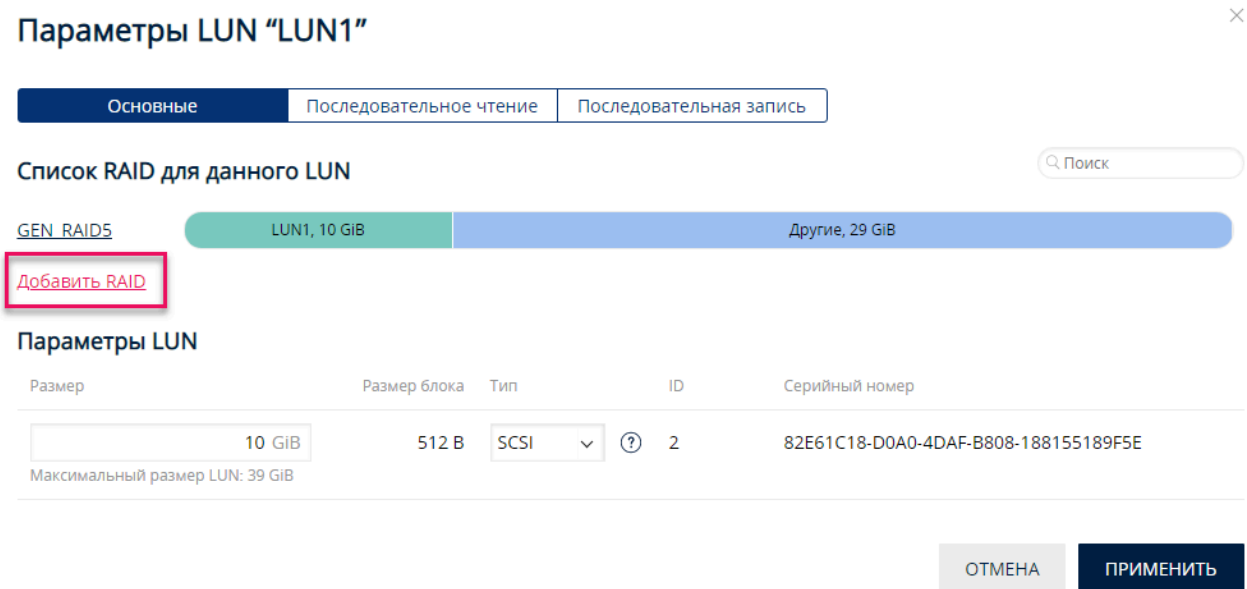 Параметры LUN “LUN1”
Основные Последовательное чтение Последовательная запись
Список RAID для данного LUN
Поиск
GEN_RAID5 LUN1, 10 GiB Другие, 29 GiB
Добавить RAID
Параметры LUN
Размер Размер блока Тип ID Серийный номер
10 GiB 512 B SCSI ? 2 82E61C18-D0A0-4DAF-B808-188155189F5E
Максимальный размер LUN: 39 GiB
ОТМЕНА ПРИМЕНИТЬ